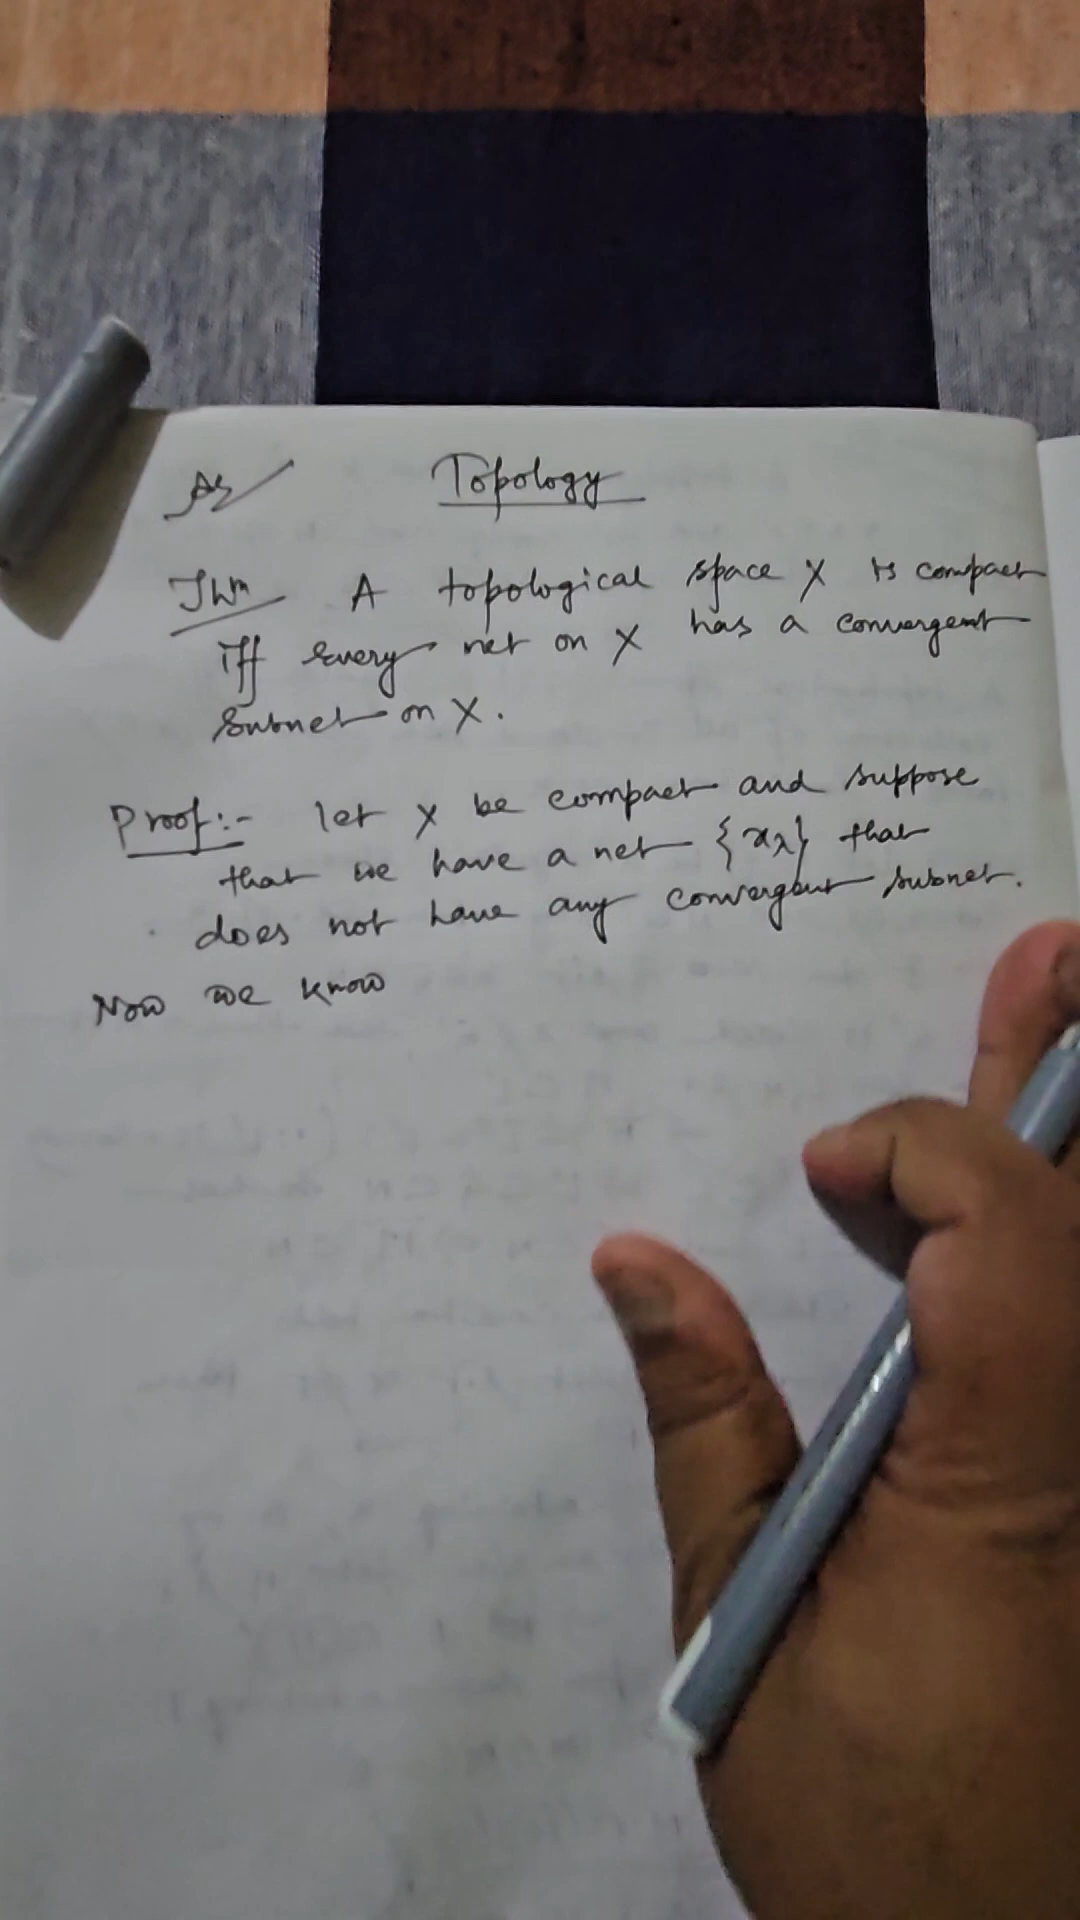 Topology
Thm A topological space X is compact
iff every net on X has a convergent
subnet on X.
Proof:- let X be compact and suppose
that we have a net {xλ} that
does not have any convergent subnet.
Now we know